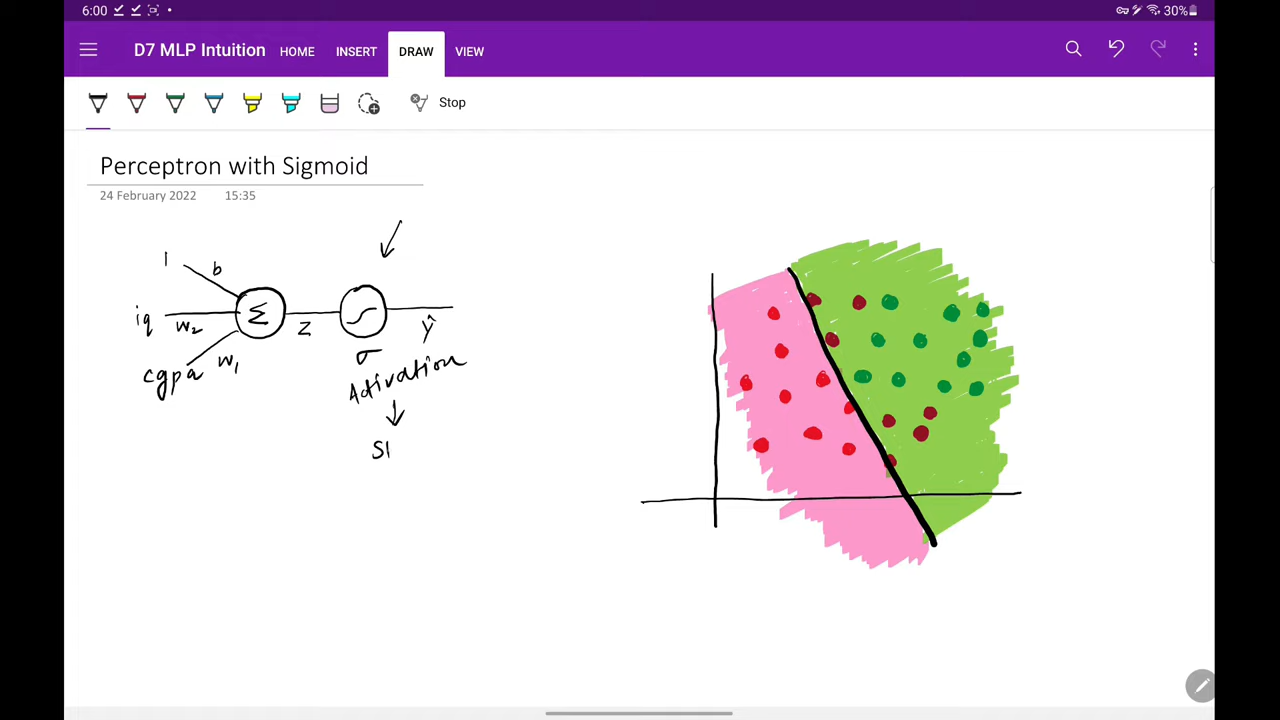 6:00
30%
D7 MLP Intuition HOME INSERT DRAW VIEW
Stop
Perceptron with Sigmoid
24 February 2022 15:35
1 b
iq w2 Σ z ŷ
cgpa w1 σ
Activation
SI